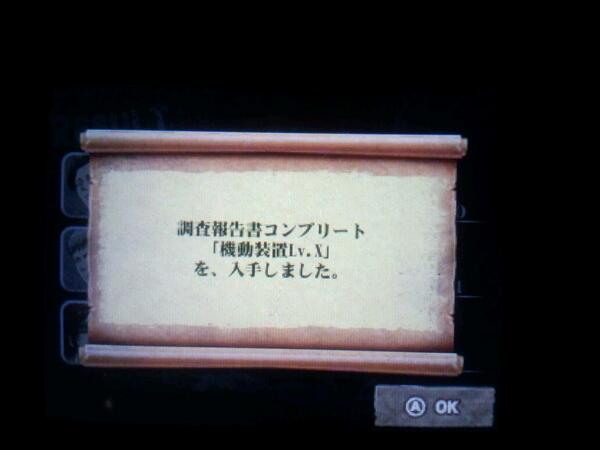 調査報告書コンプリート
「機動装置Lv.X」
を、入手しました。
Ⓐ OK